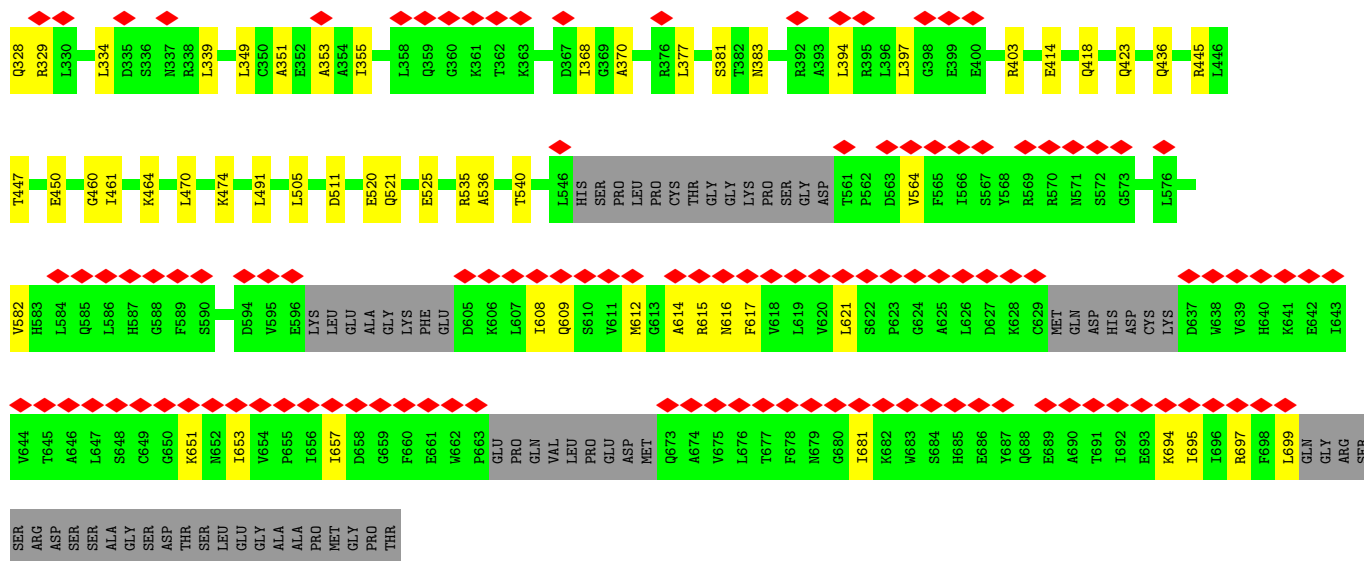 Q328 R329 L330 L334 D335 S336 N337 R338 L339 L349 C350 A351 E352 A353 A354 I355 L358 Q359 G360 K361 T362 K363 D367 I368 G369 A370 R376 L377 S381 T382 N383 R392 A393 L394 R395 L396 L397 G398 E399 E400 R403 E414 Q418 Q423 Q436 R445 L446
T447 E450 G460 I461 K464 L470 K474 L491 L505 D511 E520 Q521 E525 R535 A536 T540 L546 HIS SER PRO LEU PRO CYS THR GLY GLY LYS PRO SER GLY ASP T561 P562 D563 V564 F565 I566 S567 Y568 R569 R570 N571 S572 G573 L576
V582 H583 L584 Q585 L586 H587 G588 F589 S590 D594 V595 E596 LYS LEU GLU ALA GLY LYS PHE GLU D605 K606 L607 I608 Q609 S610 V611 M612 G613 A614 R615 N616 F617 V618 L619 V620 L621 S622 P623 G624 A625 L626 D627 K628 C629 MET GLN ASP HIS ASP CYS LYS D637 W638 V639 H640 K641 E642 I643
V644 T645 A646 L647 S648 C649 G650 K651 N652 I653 V654 P655 I656 I657 D658 G659 F660 E661 W662 P663 GLU PRO GLN VAL LEU PRO GLU ASP MET Q673 A674 V675 L676 T677 F678 N679 G680 I681 K682 W683 S684 H685 E686 Y687 Q688 E689 A690 T691 I692 E693 K694 I695 I696 R697 F698 L699 GLN GLY ARG SER
SER ARG ASP SER SER ALA GLY SER ASP THR SER LEU GLU GLY ALA ALA PRO MET GLY PRO THR